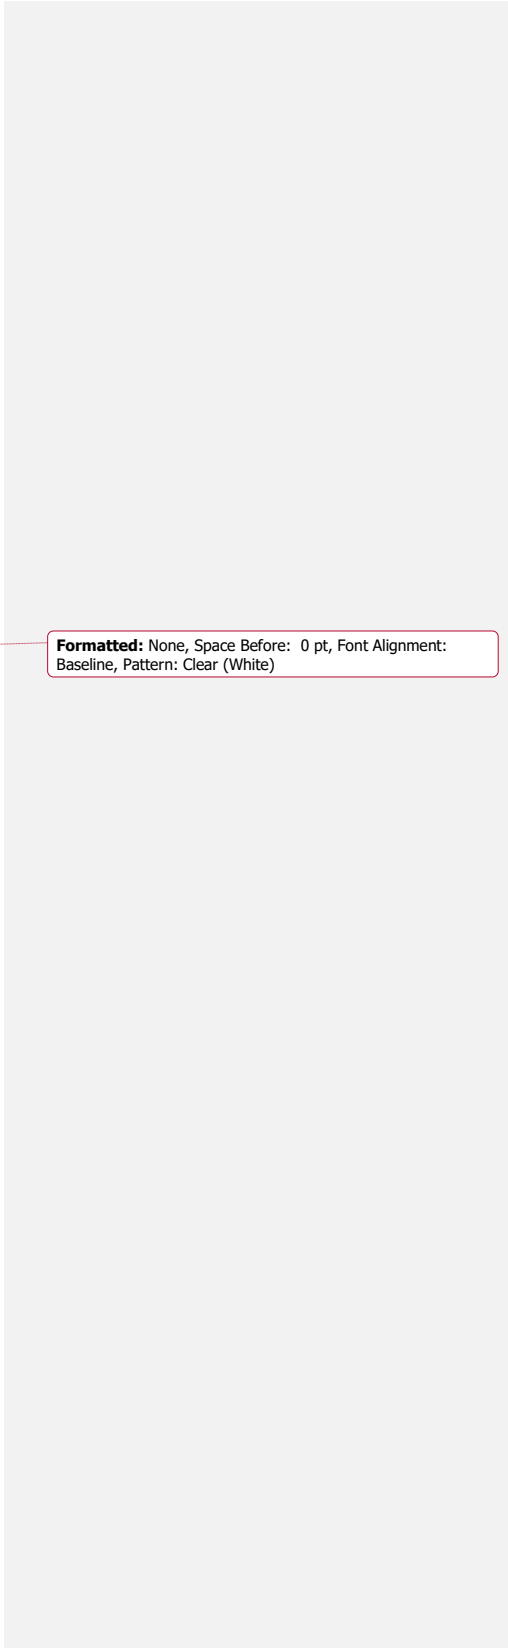 Formatted: None, Space Before:  0 pt, Font Alignment:
Baseline, Pattern: Clear (White)